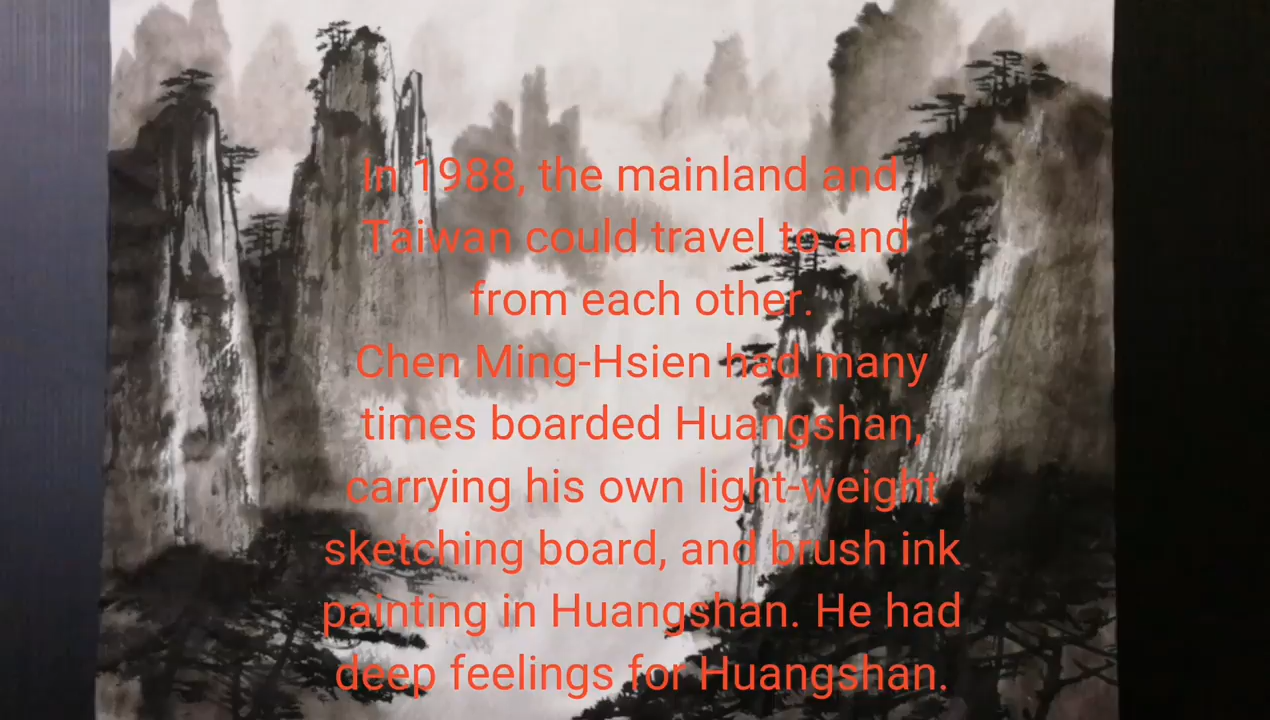 In 1988, the mainland and
Taiwan could travel to and
from each other.
Chen Ming-Hsien had many
times boarded Huangshan,
carrying his own light-weight
sketching board, and brush ink
painting in Huangshan. He had
deep feelings for Huangshan.